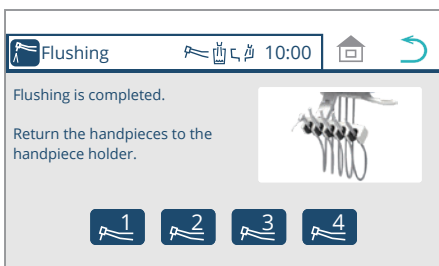 Flushing 10:00
Flushing is completed.
Return the handpieces to the
handpiece holder.
1 2 3 4